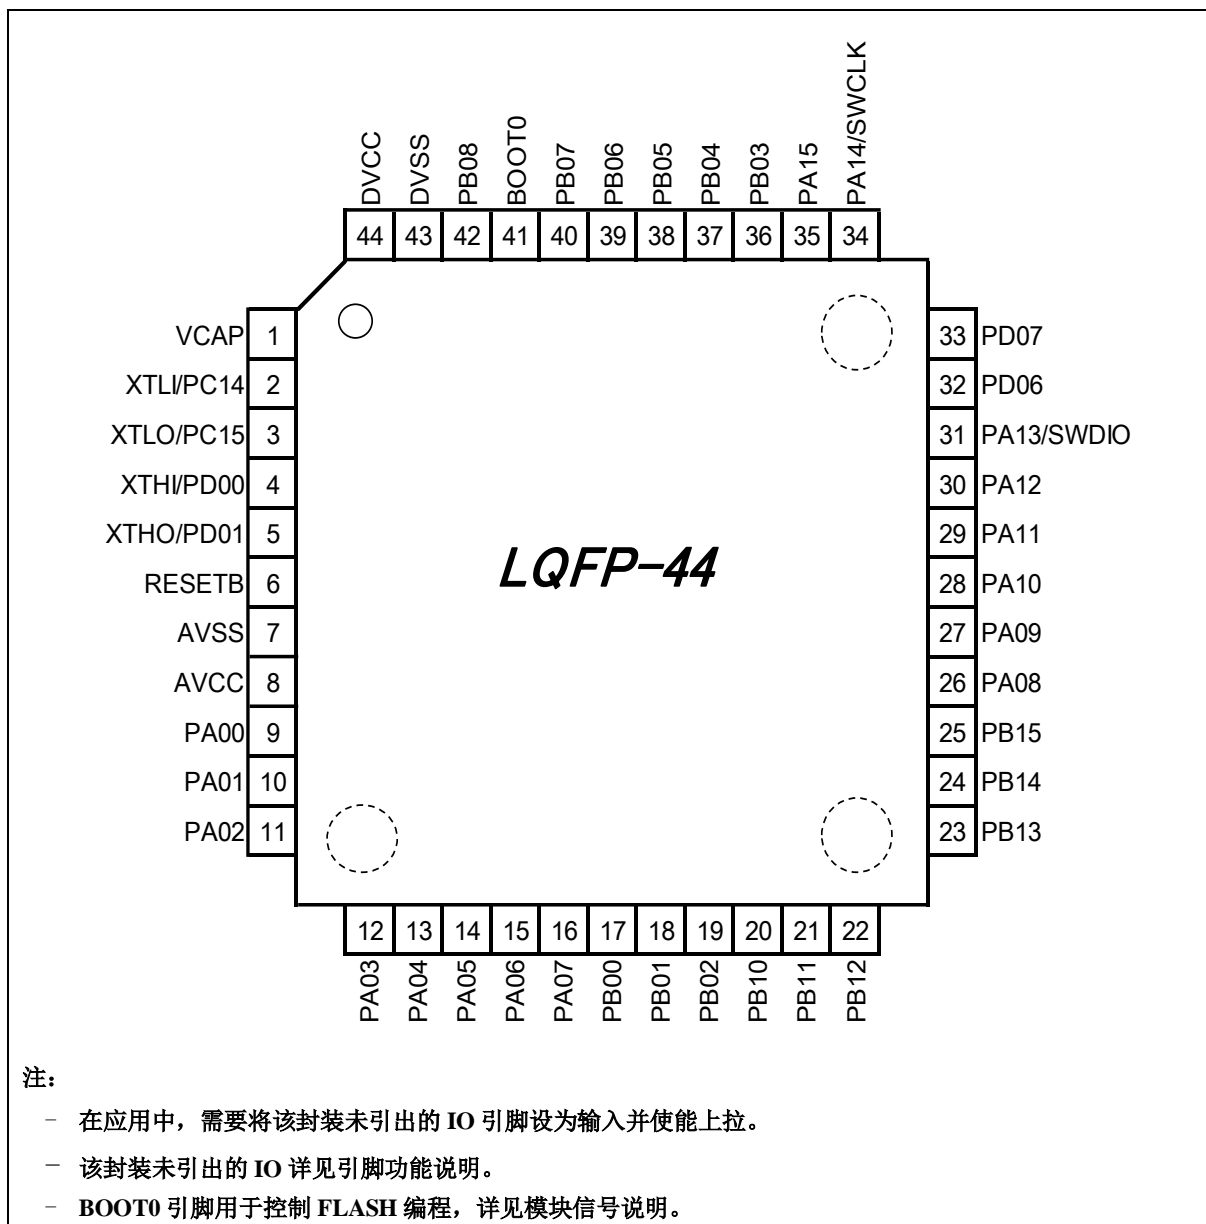 DVCC
DVSS
PB08
BOOT0
PB07
PB06
PB05
PB04
PB03
PA15
PA14/SWCLK
44 43 42 41 40 39 38 37 36 35 34
VCAP 1
XTLI/PC14 2
XTLO/PC15 3
XTHI/PD00 4
XTHO/PD01 5
RESETB 6
AVSS 7
AVCC 8
PA00 9
PA01 10
PA02 11
LQFP-44
33 PD07
32 PD06
31 PA13/SWDIO
30 PA12
29 PA11
28 PA10
27 PA09
26 PA08
25 PB15
24 PB14
23 PB13
12 13 14 15 16 17 18 19 20 21 22
PA03
PA04
PA05
PA06
PA07
PB00
PB01
PB02
PB10
PB11
PB12
注：
– 在应用中，需要将该封装未引出的 IO 引脚设为输入并使能上拉。
– 该封装未引出的 IO 详见引脚功能说明。
– BOOT0 引脚用于控制 FLASH 编程，详见模块信号说明。